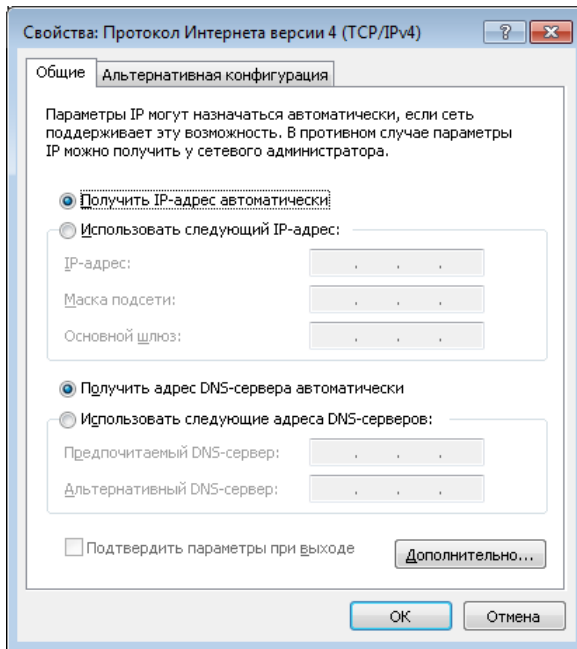 Свойства: Протокол Интернета версии 4 (TCP/IPv4)
Общие
Альтернативная конфигурация
Параметры IP могут назначаться автоматически, если сеть
поддерживает эту возможность. В противном случае параметры
IP можно получить у сетевого администратора.
Получить IP-адрес автоматически
Использовать следующий IP-адрес:
IP-адрес:
Маска подсети:
Основной шлюз:
Получить адрес DNS-сервера автоматически
Использовать следующие адреса DNS-серверов:
Предпочитаемый DNS-сервер:
Альтернативный DNS-сервер:
Подтвердить параметры при выходе
Дополнительно...
ОК
Отмена